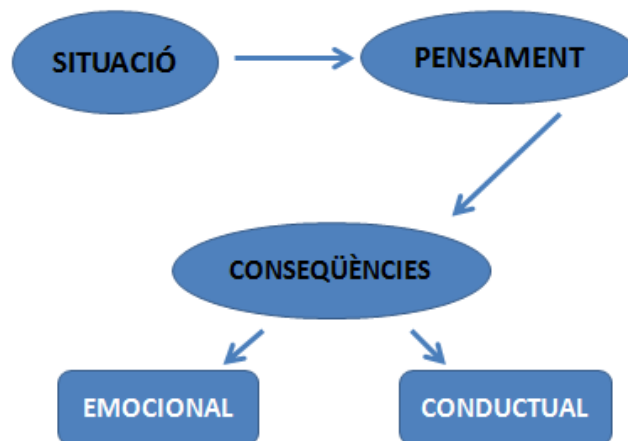 SITUACIÓ
PENSAMENT
CONSEQÜÈNCIES
EMOCIONAL
CONDUCTUAL